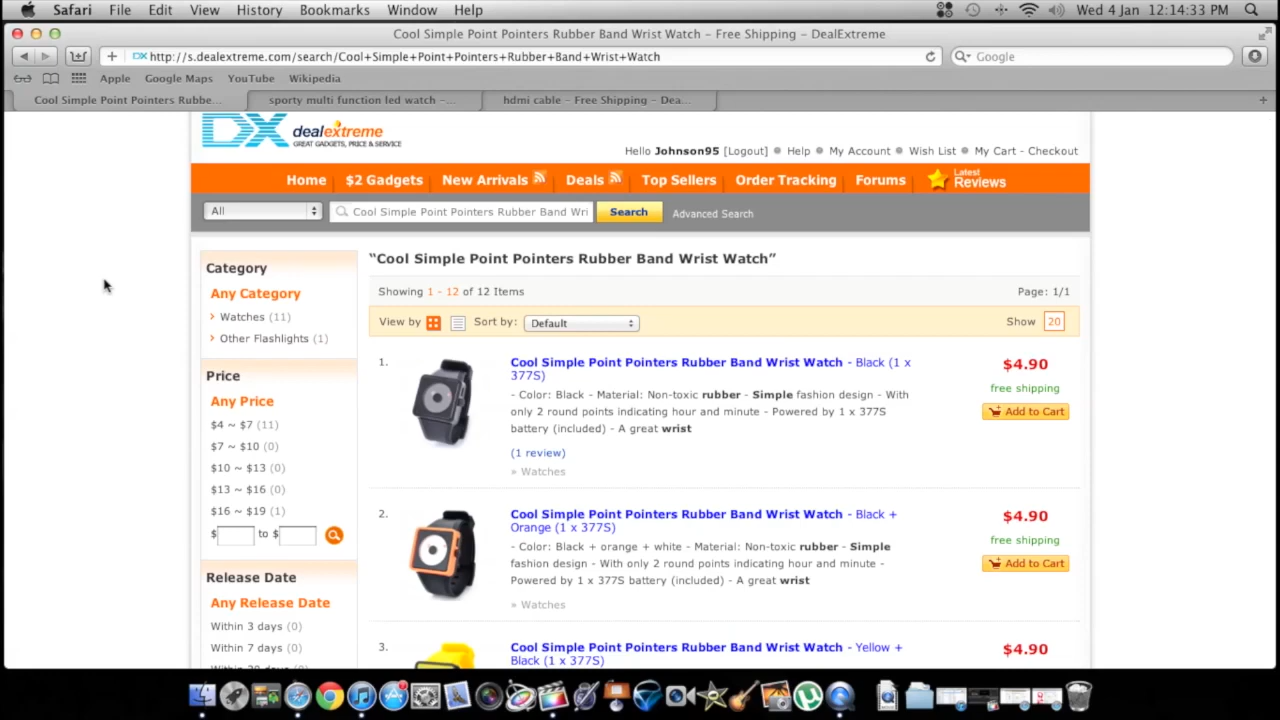 Safari File Edit View History Bookmarks Window Help Wed 4 Jan 12:14:33 PM
Cool Simple Point Pointers Rubber Band Wrist Watch – Free Shipping – DealExtreme
DX http://s.dealextreme.com/search/Cool+Simple+Point+Pointers+Rubber+Band+Wrist+Watch Google
Apple Google Maps YouTube Wikipedia
Cool Simple Point Pointers Rubbe... sporty multi function led watch –... hdmi cable – Free Shipping – Dea...
DX dealextreme
GREAT GADGETS, PRICE & SERVICE
Hello Johnson95 [Logout] Help My Account Wish List My Cart - Checkout
Home $2 Gadgets New Arrivals Deals Top Sellers Order Tracking Forums Latest Reviews
All Cool Simple Point Pointers Rubber Band Wri Search Advanced Search
Category
Any Category
Watches (11)
Other Flashlights (1)
Price
Any Price
$4 ~ $7 (11)
$7 ~ $10 (0)
$10 ~ $13 (0)
$13 ~ $16 (0)
$16 ~ $19 (1)
$ to $
Release Date
Any Release Date
Within 3 days (0)
Within 7 days (0)
“Cool Simple Point Pointers Rubber Band Wrist Watch”
Showing 1 - 12 of 12 Items Page: 1/1
View by Sort by: Default Show 20
1. Cool Simple Point Pointers Rubber Band Wrist Watch - Black (1 x
377S)
- Color: Black - Material: Non-toxic rubber - Simple fashion design - With
only 2 round points indicating hour and minute - Powered by 1 x 377S
battery (included) - A great wrist
(1 review)
» Watches
$4.90
free shipping
Add to Cart
2. Cool Simple Point Pointers Rubber Band Wrist Watch - Black +
Orange (1 x 377S)
- Color: Black + orange + white - Material: Non-toxic rubber - Simple
fashion design - With only 2 round points indicating hour and minute -
Powered by 1 x 377S battery (included) - A great wrist
» Watches
$4.90
free shipping
Add to Cart
3. Cool Simple Point Pointers Rubber Band Wrist Watch - Yellow +
Black (1 x 377S)
$4.90